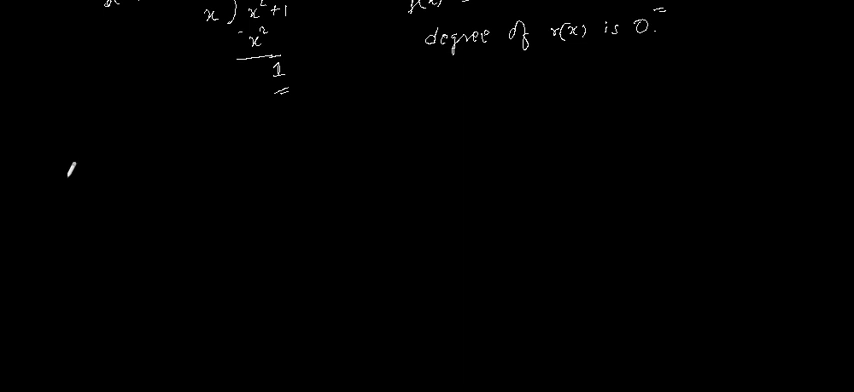 x ) x²+1
- x²
1
degree of r(x) is 0.